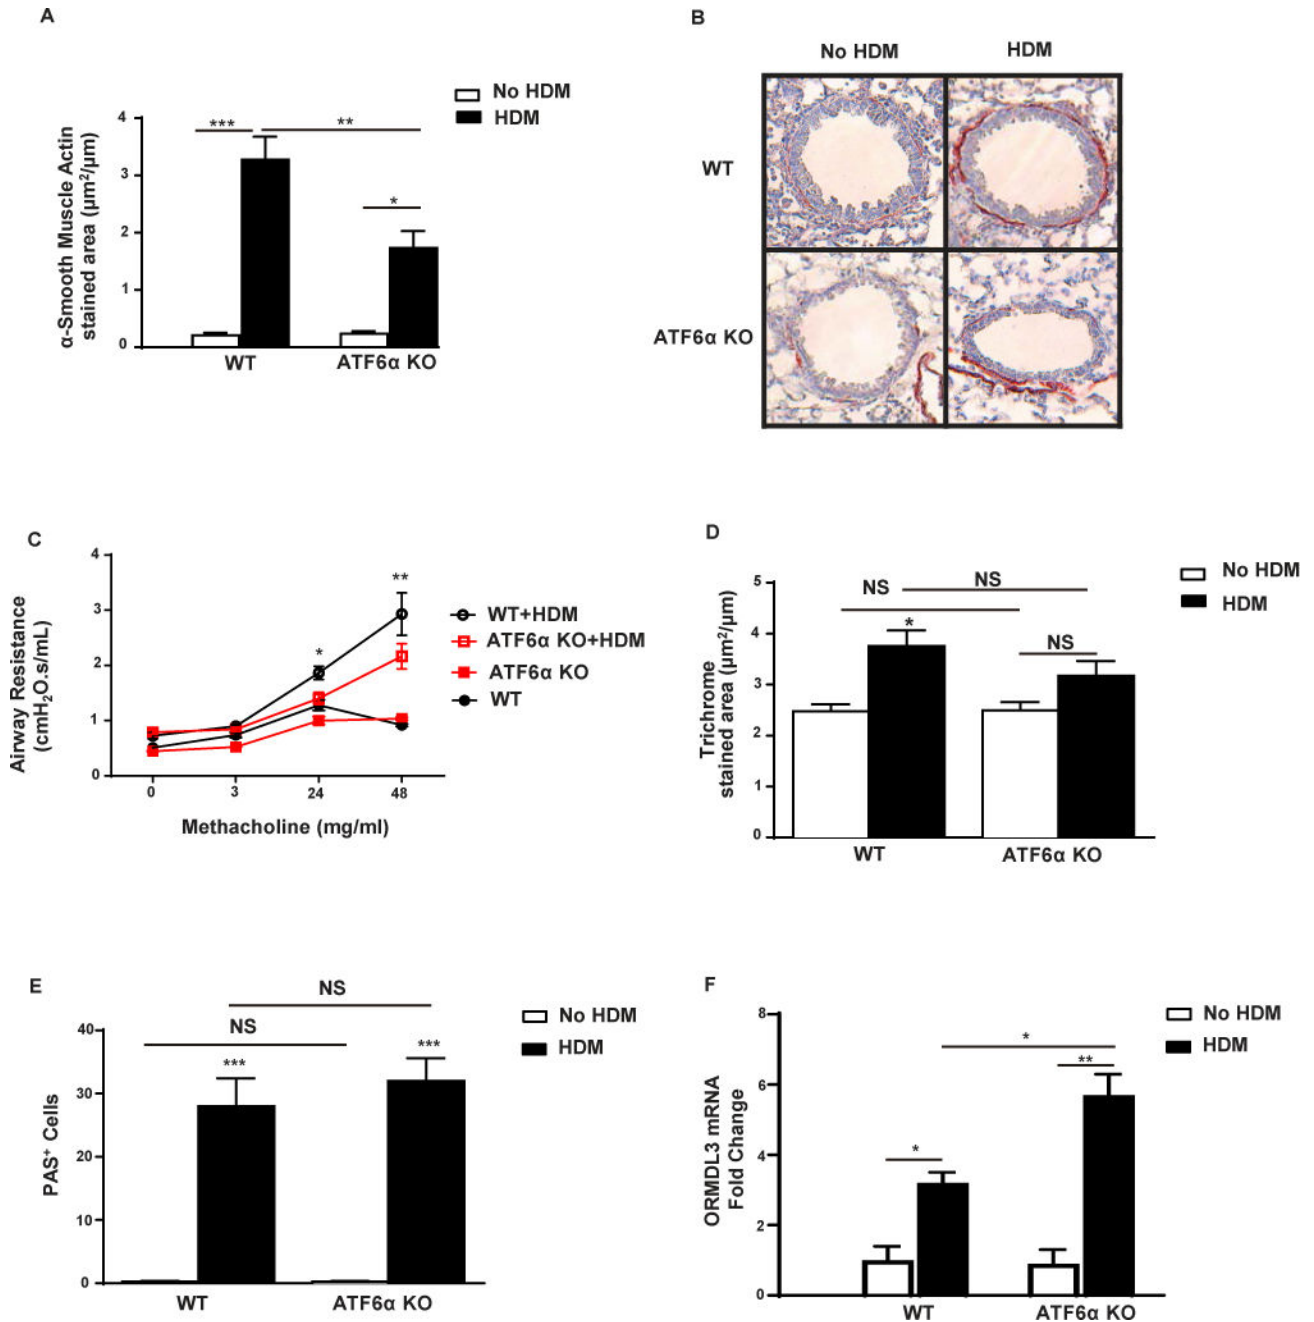 A
No HDM
HDM
α-Smooth Muscle Actin
stained area (µm²/µm)
4
3
2
1
0
***
**
*
WT
ATF6α KO
B
No HDM
HDM
WT
ATF6α KO
C
Airway Resistance
(cmH₂O.s/mL)
4
3
2
1
0
*
**
0
3
24
48
Methacholine (mg/ml)
WT+HDM
ATF6α KO+HDM
ATF6α KO
WT
D
No HDM
HDM
Trichrome
stained area (µm²/µm)
5
4
3
2
1
0
NS
NS
*
NS
WT
ATF6α KO
E
No HDM
HDM
PAS⁺ Cells
40
30
20
10
0
NS
NS
***
***
WT
ATF6α KO
F
No HDM
HDM
ORMDL3 mRNA
Fold Change
8
6
4
2
0
*
*
**
WT
ATF6α KO